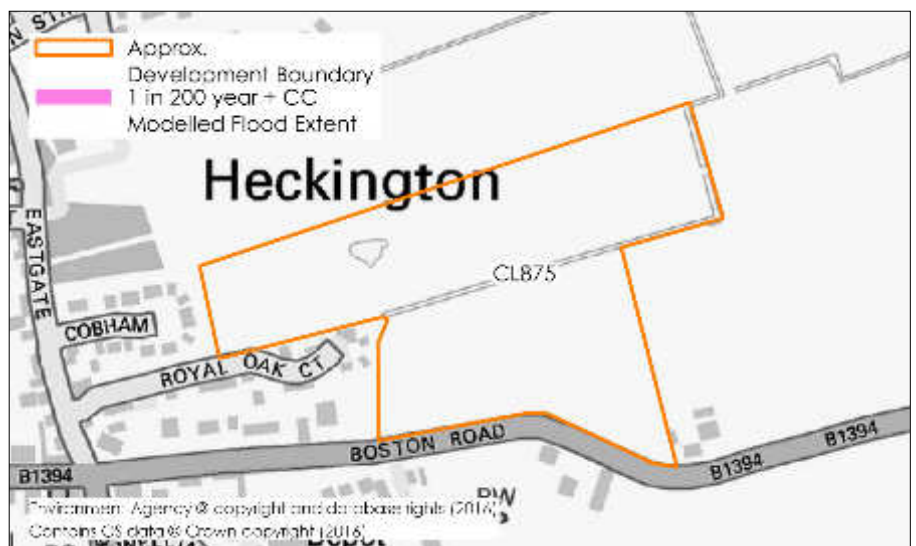 Approx.
Development Boundary
1 in 200 year + CC
Modelled Flood Extent
Heckington
EASTGATE
CL875
COBHAM
ROYAL OAK CT
BOSTON ROAD
B1394
B1394
B1394
PW
Environment Agency © copyright and database rights (2016)
Contains OS data © Crown copyright (2016)